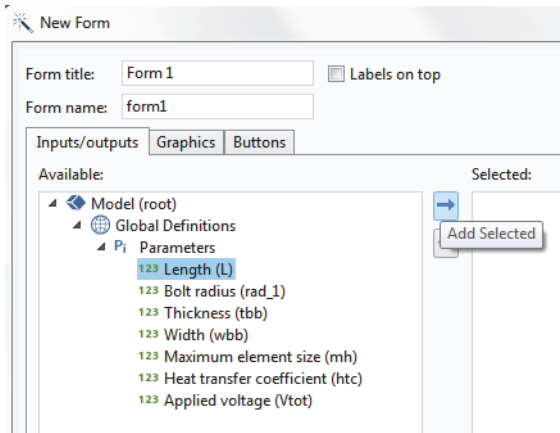 New Form
Form title: Form 1 Labels on top
Form name: form1
Inputs/outputs Graphics Buttons
Available: Selected:
Model (root)
Global Definitions
Pi Parameters
Add Selected
123 Length (L)
123 Bolt radius (rad_1)
123 Thickness (tbb)
123 Width (wbb)
123 Maximum element size (mh)
123 Heat transfer coefficient (htc)
123 Applied voltage (Vtot)